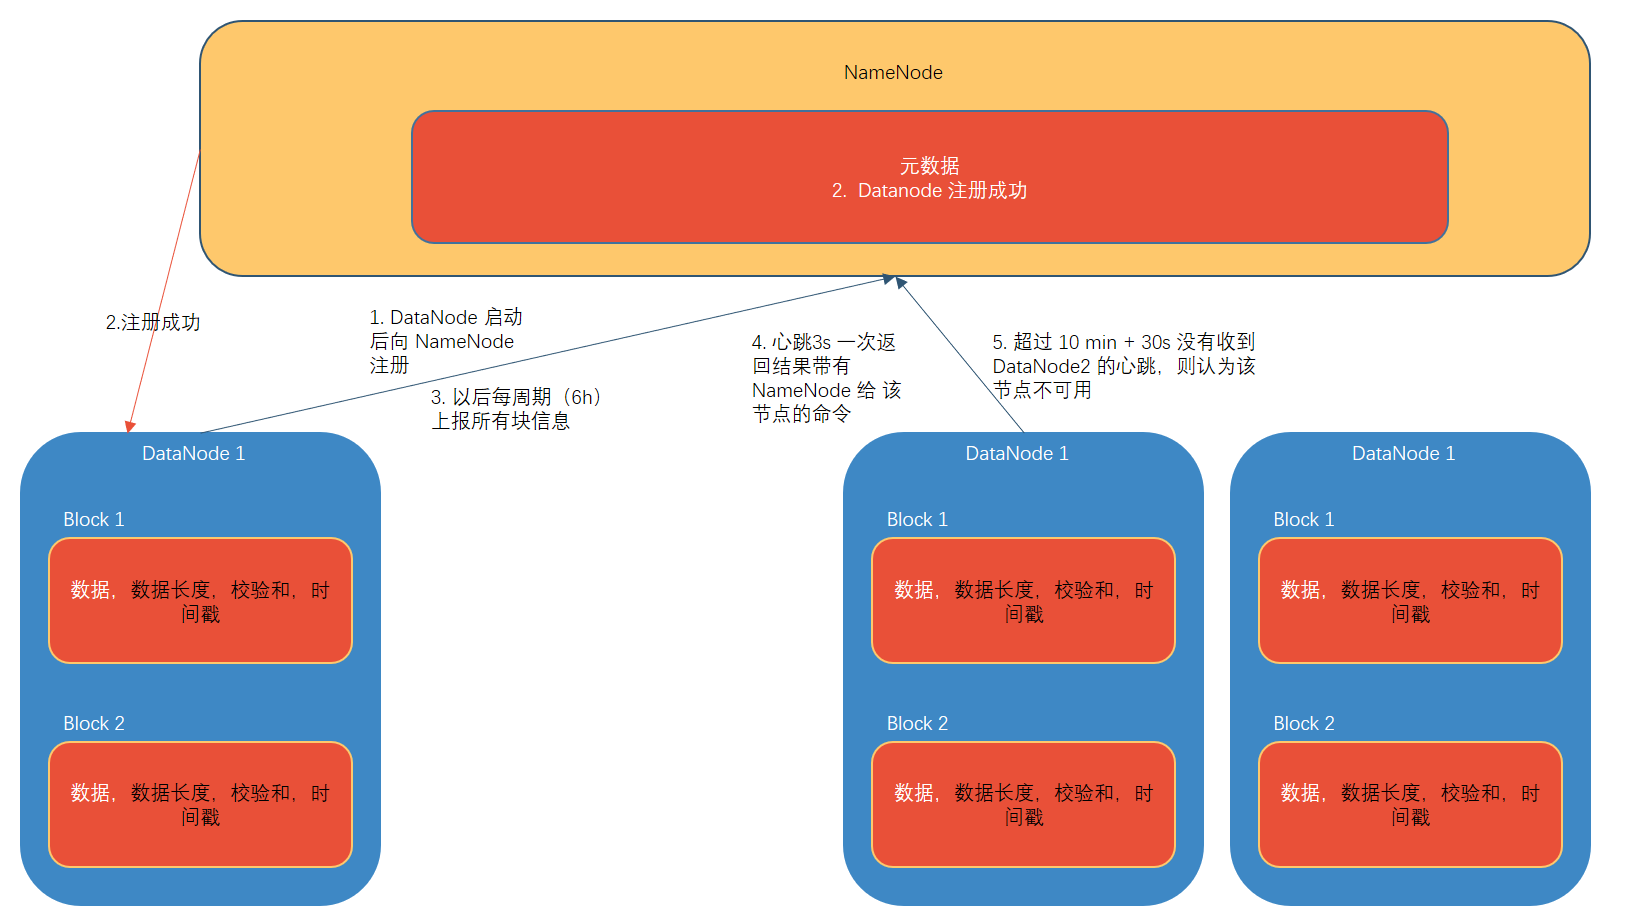 NameNode
元数据
2. Datanode 注册成功
2.注册成功
1. DataNode 启动
后向 NameNode
注册
3. 以后每周期（6h）
上报所有块信息
4. 心跳3s 一次返
回结果带有
NameNode 给 该
节点的命令
5. 超过 10 min + 30s 没有收到
DataNode2 的心跳，则认为该
节点不可用
DataNode 1
Block 1
数据，数据长度，校验和，时
间戳
Block 2
数据，数据长度，校验和，时
间戳
DataNode 1
Block 1
数据，数据长度，校验和，时
间戳
Block 2
数据，数据长度，校验和，时
间戳
DataNode 1
Block 1
数据，数据长度，校验和，时
间戳
Block 2
数据，数据长度，校验和，时
间戳